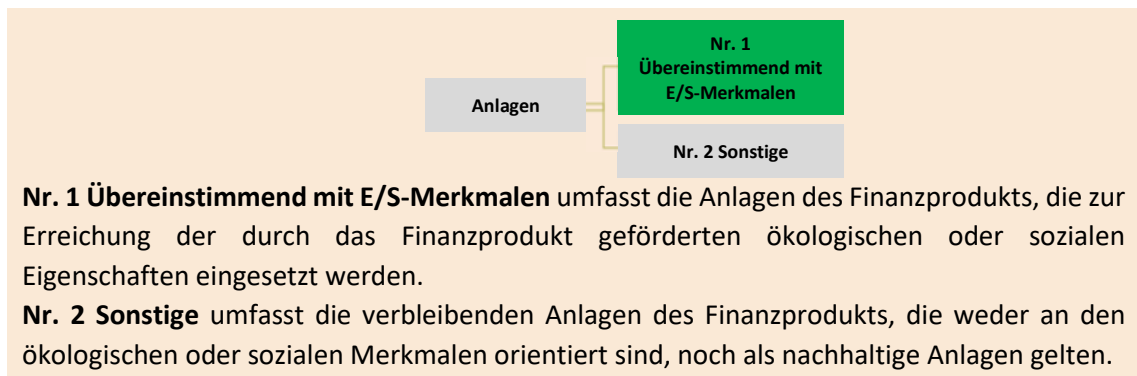 Nr. 1
Übereinstimmend mit
E/S-Merkmalen
Anlagen
Nr. 2 Sonstige
Nr. 1 Übereinstimmend mit E/S-Merkmalen umfasst die Anlagen des Finanzprodukts, die zur
Erreichung der durch das Finanzprodukt geförderten ökologischen oder sozialen
Eigenschaften eingesetzt werden.
Nr. 2 Sonstige umfasst die verbleibenden Anlagen des Finanzprodukts, die weder an den
ökologischen oder sozialen Merkmalen orientiert sind, noch als nachhaltige Anlagen gelten.